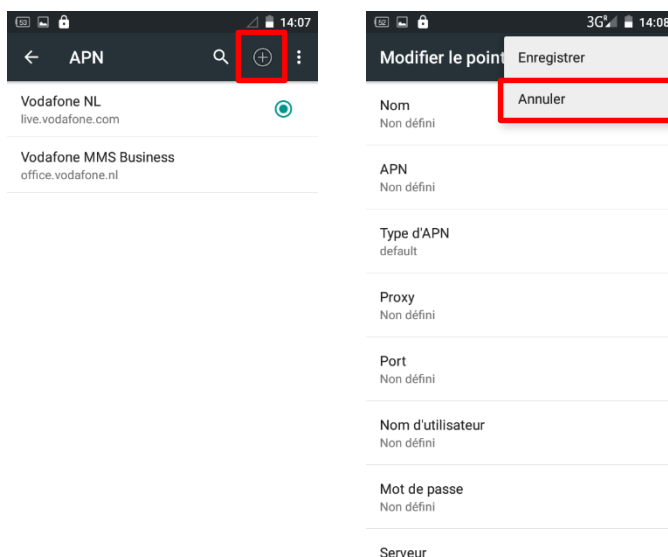 53
14:07
APN
Vodafone NL
live.vodafone.com
Vodafone MMS Business
office.vodafone.nl
52
3G 14:08
Modifier le point
Enregistrer
Annuler
Nom
Non défini
APN
Non défini
Type d'APN
default
Proxy
Non défini
Port
Non défini
Nom d'utilisateur
Non défini
Mot de passe
Non défini
Serveur